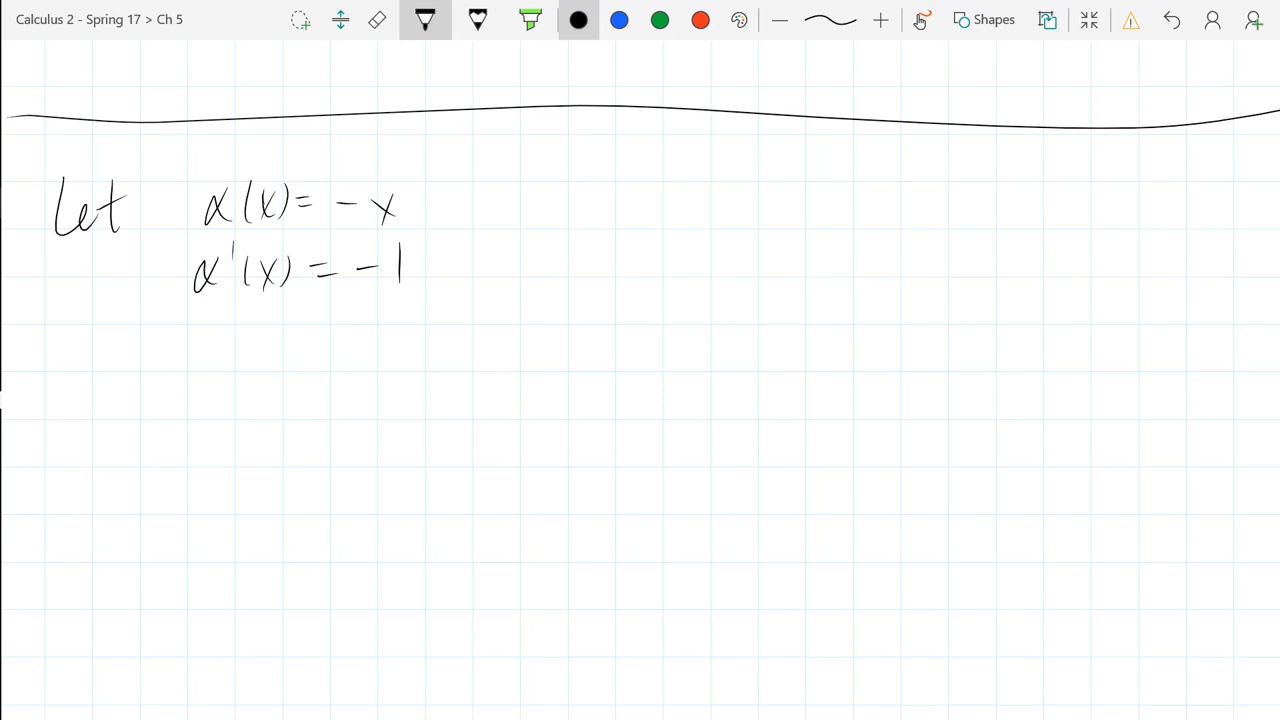 Calculus 2 - Spring 17 > Ch 5
Shapes
Let α(x) = -x
α'(x) = -1